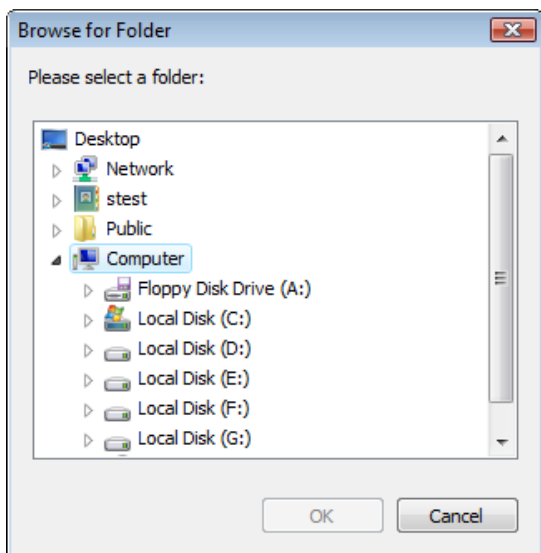 Browse for Folder
Please select a folder:
Desktop
Network
stest
Public
Computer
Floppy Disk Drive (A:)
Local Disk (C:)
Local Disk (D:)
Local Disk (E:)
Local Disk (F:)
Local Disk (G:)
OK Cancel